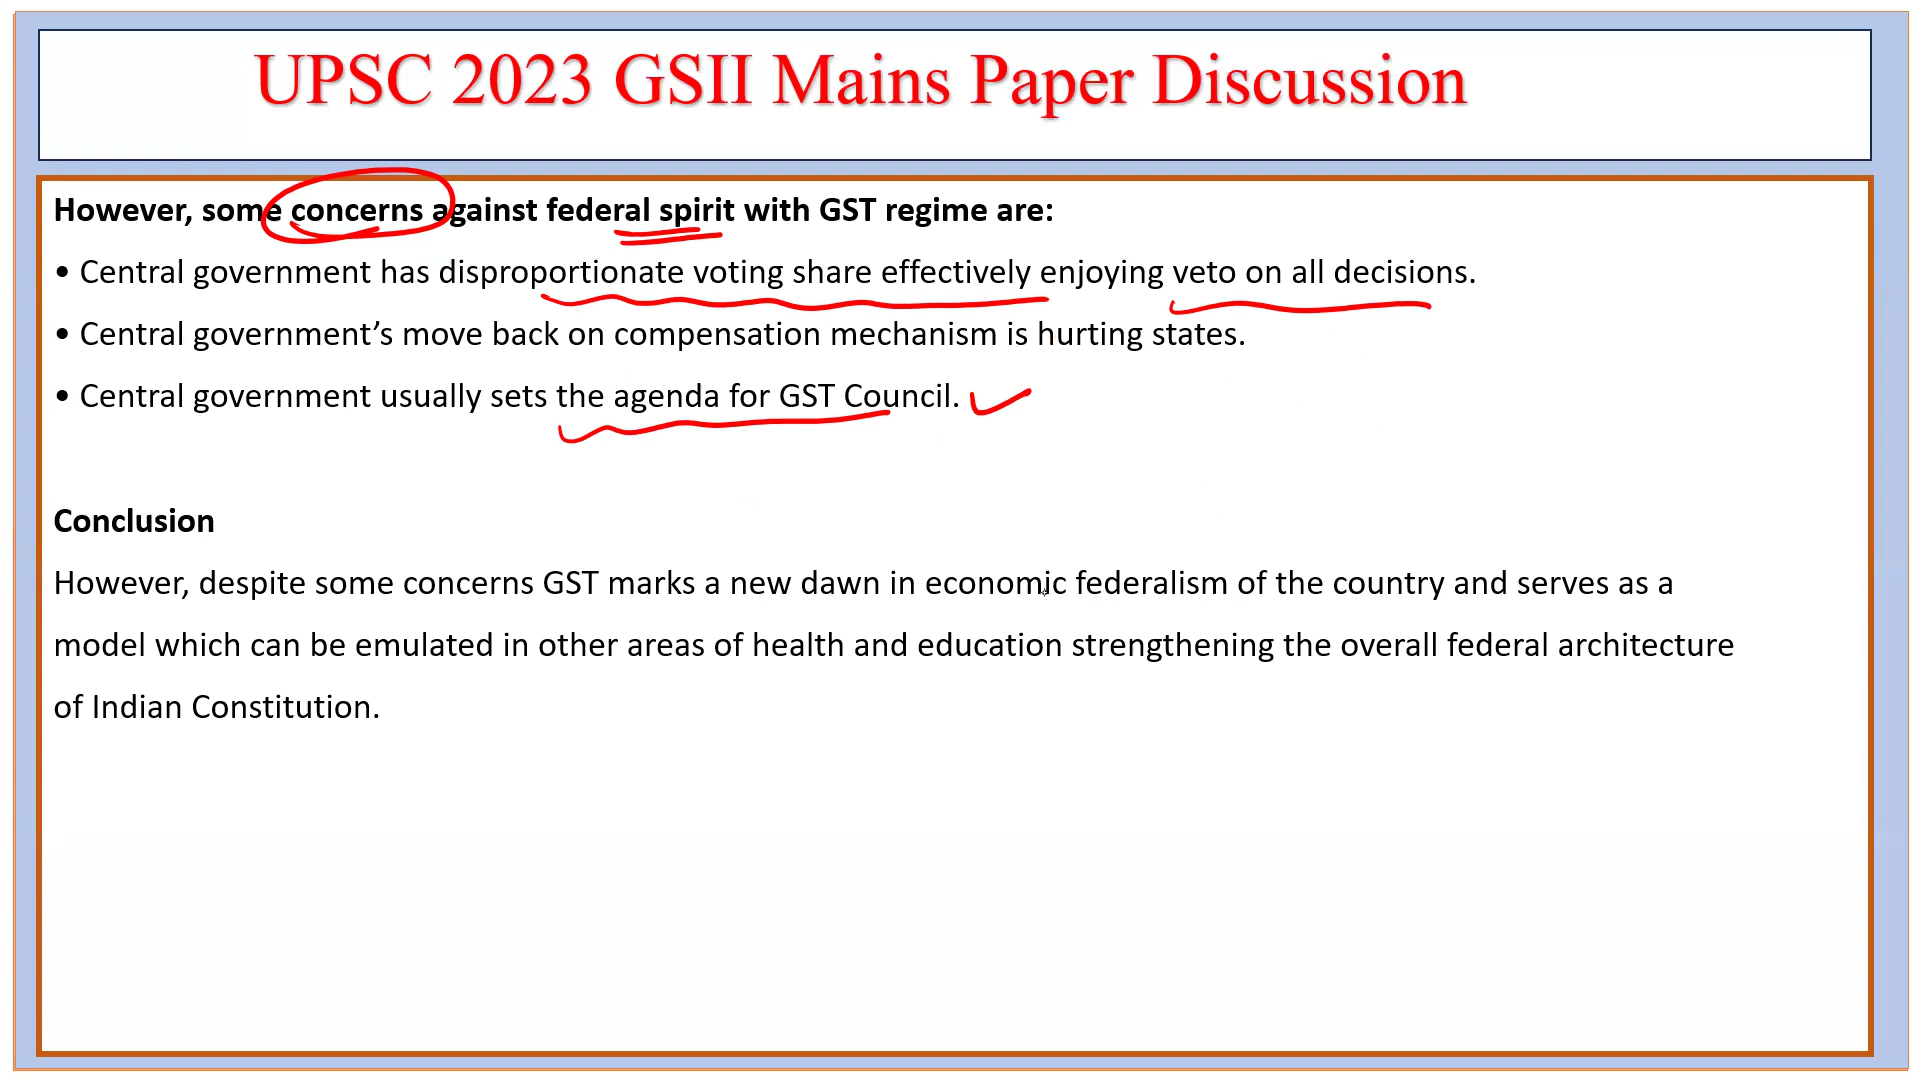 UPSC 2023 GSII Mains Paper Discussion
However, some concerns against federal spirit with GST regime are:
• Central government has disproportionate voting share effectively enjoying veto on all decisions.
• Central government’s move back on compensation mechanism is hurting states.
• Central government usually sets the agenda for GST Council.
Conclusion
However, despite some concerns GST marks a new dawn in economic federalism of the country and serves as a
model which can be emulated in other areas of health and education strengthening the overall federal architecture
of Indian Constitution.